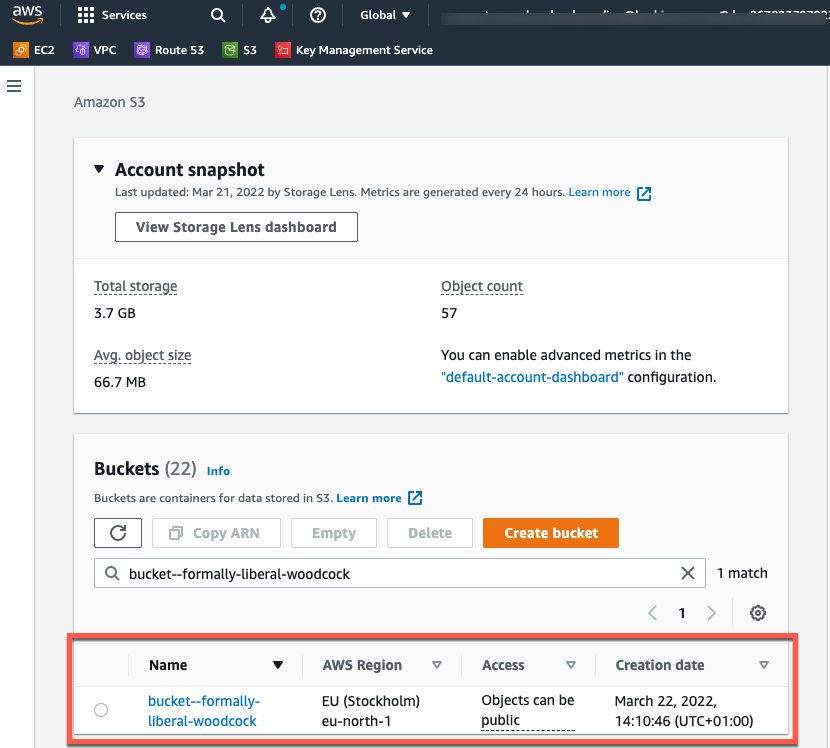 aws Services Global
EC2 VPC Route 53 S3 Key Management Service
Amazon S3
Account snapshot
Last updated: Mar 21, 2022 by Storage Lens. Metrics are generated every 24 hours. Learn more
View Storage Lens dashboard
Total storage
3.7 GB
Object count
57
Avg. object size
66.7 MB
You can enable advanced metrics in the
"default-account-dashboard" configuration.
Buckets (22) Info
Buckets are containers for data stored in S3. Learn more
Copy ARN Empty Delete Create bucket
bucket--formally-liberal-woodcock 1 match
1
Name AWS Region Access Creation date
bucket--formally- EU (Stockholm) Objects can be March 22, 2022,
liberal-woodcock eu-north-1 public 14:10:46 (UTC+01:00)